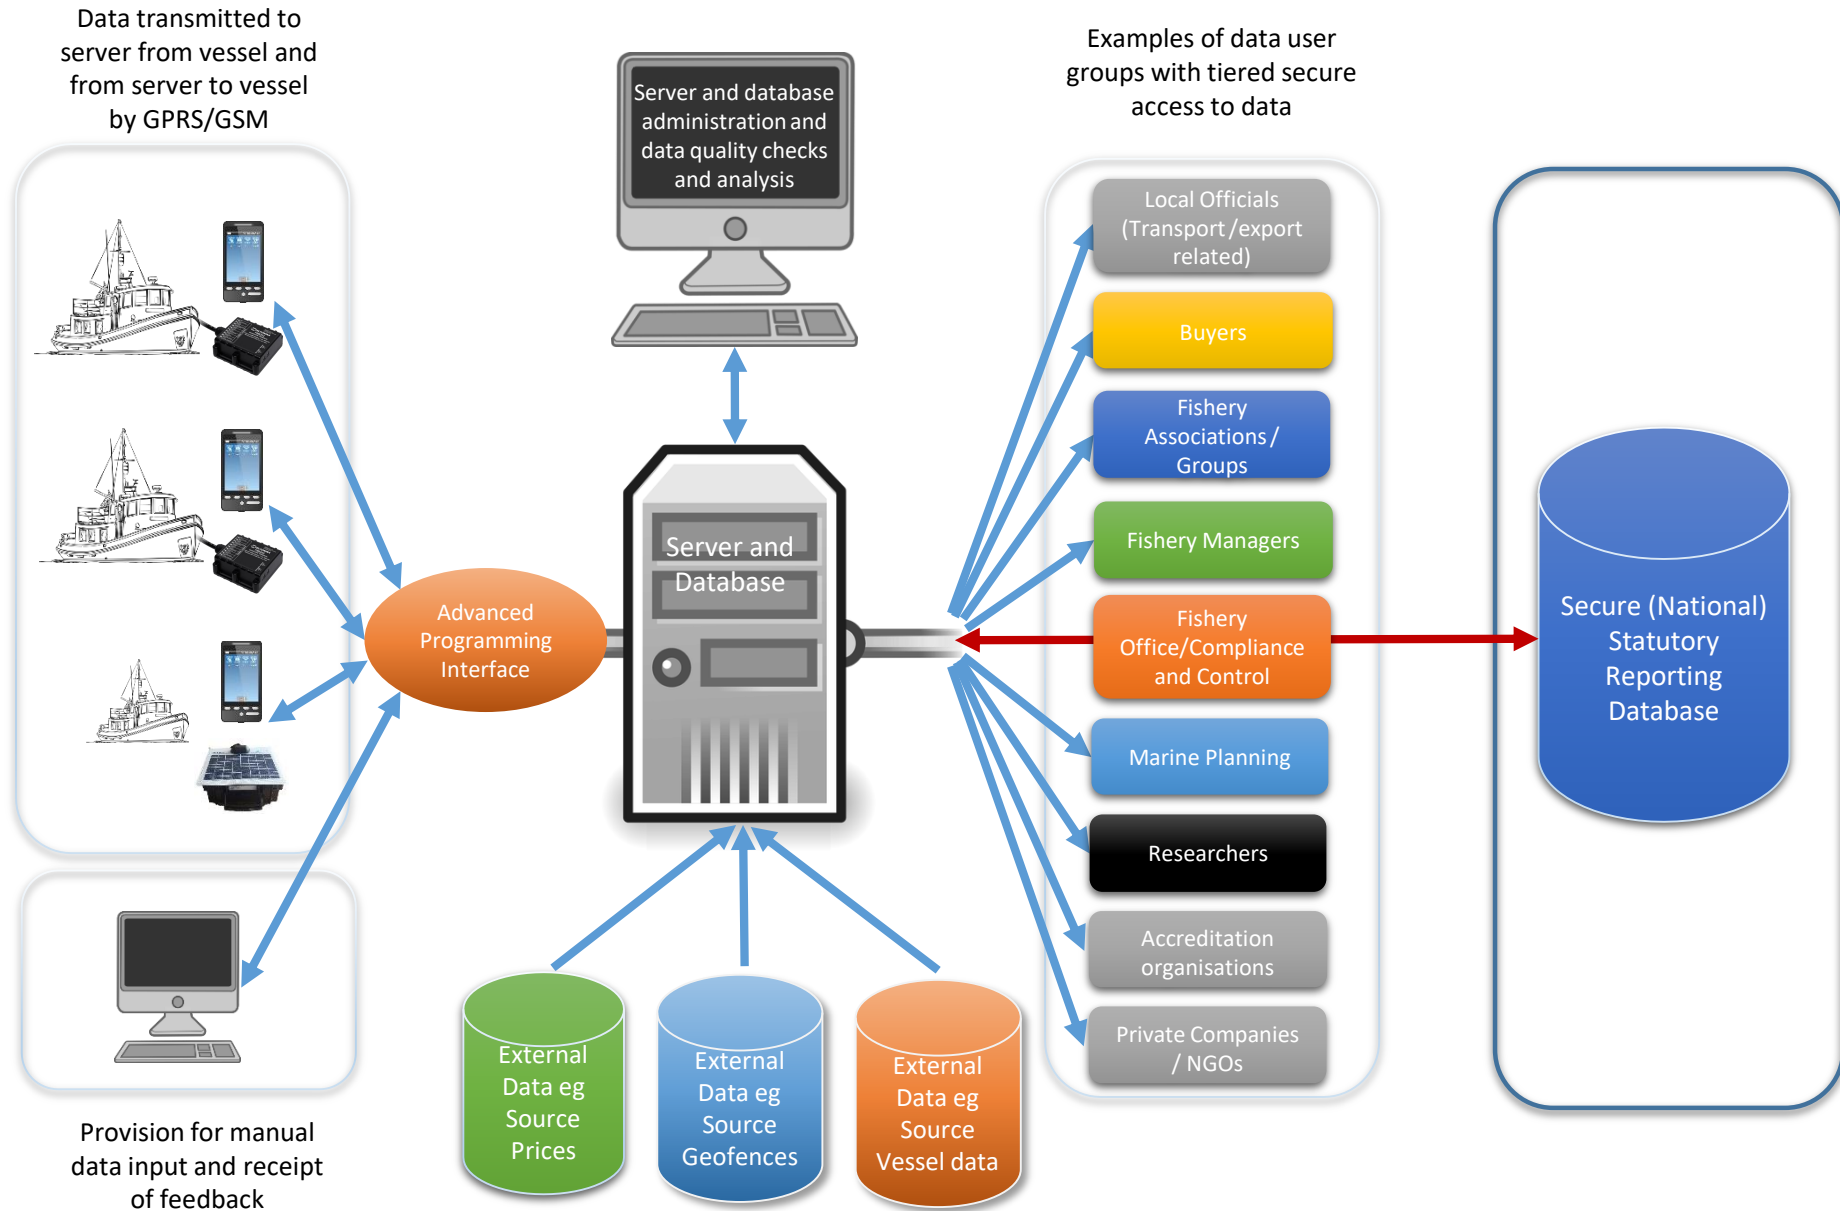 Data transmitted to
server from vessel and
from server to vessel
by GPRS/GSM
Server and database
administration and
data quality checks
and analysis
Examples of data user
groups with tiered secure
access to data
Local Officials
(Transport /export
related)
Buyers
Fishery
Associations /
Groups
Fishery Managers
Fishery
Office/Compliance
and Control
Marine Planning
Researchers
Accreditation
organisations
Private Companies
/ NGOs
Secure (National)
Statutory
Reporting
Database
Server and
Database
Advanced
Programming
Interface
External
Data eg
Source
Prices
External
Data eg
Source
Geofences
External
Data eg
Source
Vessel data
Provision for manual
data input and receipt
of feedback